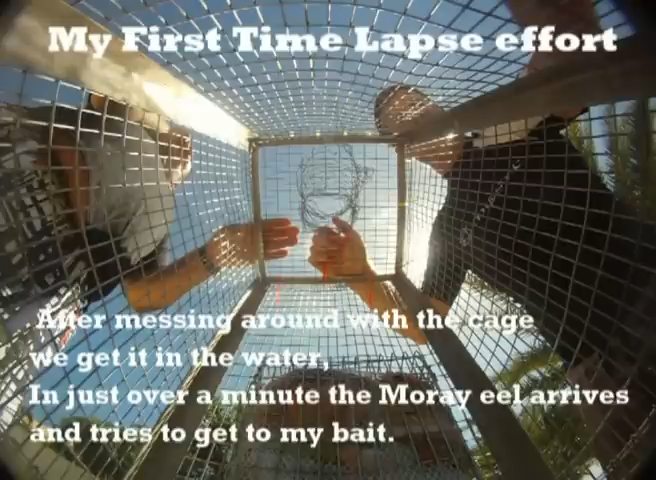 My First Time Lapse effort
After messing around with the cage
we get it in the water,
In just over a minute the Moray eel arrives
and tries to get to my bait.